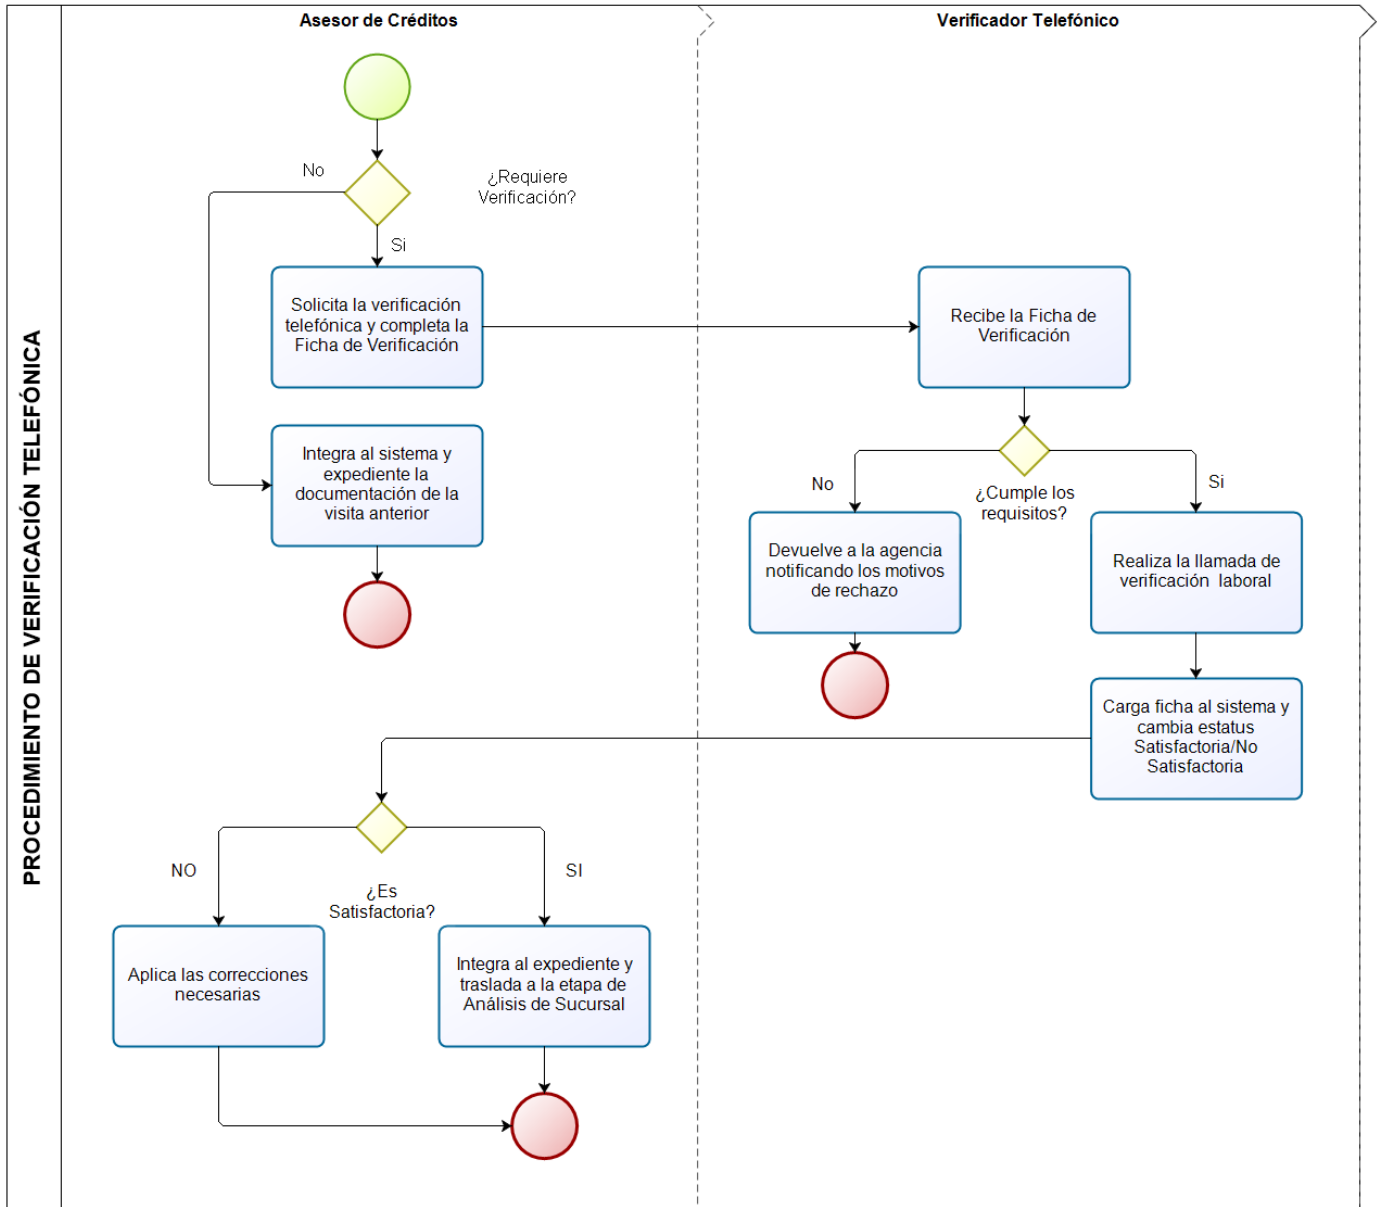 PROCEDIMIENTO DE VERIFICACIÓN TELEFÓNICA
Asesor de Créditos
Verificador Telefónico
No
¿Requiere
Verificación?
Si
Solicita la verificación
telefónica y completa la
Ficha de Verificación
Recibe la Ficha de
Verificación
Integra al sistema y
expediente la
documentación de la
visita anterior
No
¿Cumple los
requisitos?
Si
Devuelve a la agencia
notificando los motivos
de rechazo
Realiza la llamada de
verificación laboral
Carga ficha al sistema y
cambia estatus
Satisfactoria/No
Satisfactoria
NO
¿Es
Satisfactoria?
SI
Aplica las correcciones
necesarias
Integra al expediente y
traslada a la etapa de
Análisis de Sucursal